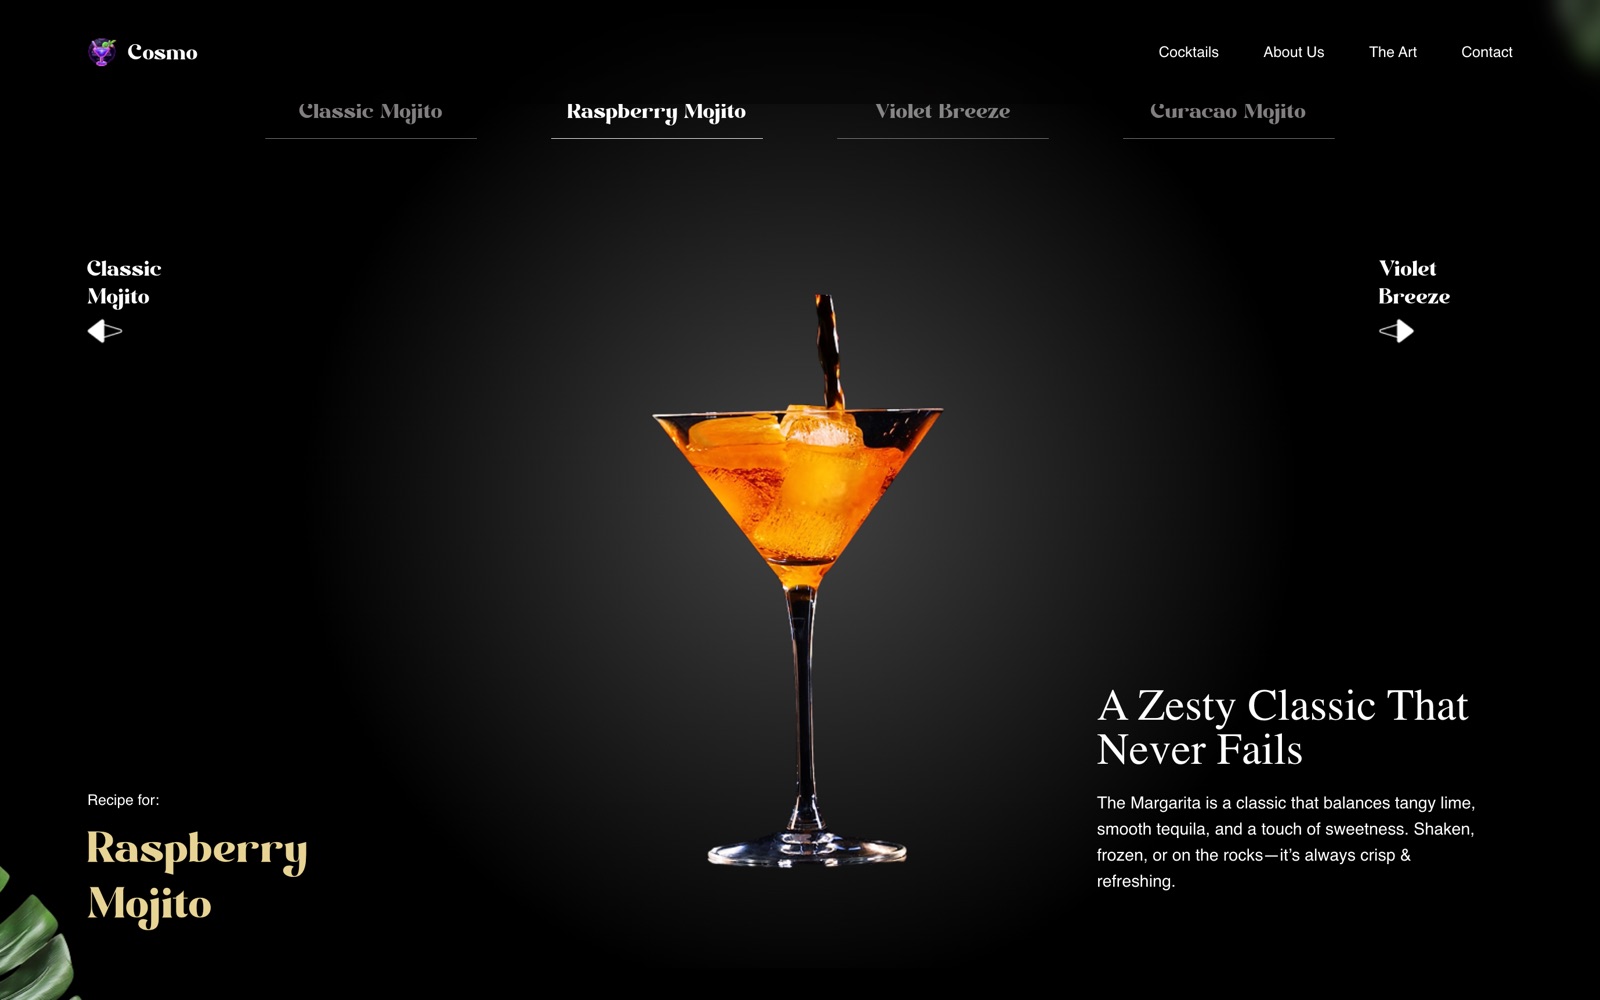 Cosmo
Cocktails
About Us
The Art
Contact
Classic Mojito
Raspberry Mojito
Violet Breeze
Curacao Mojito
Classic
Mojito
Violet
Breeze
A Zesty Classic That
Never Fails
The Margarita is a classic that balances tangy lime,
smooth tequila, and a touch of sweetness. Shaken,
frozen, or on the rocks—it’s always crisp &
refreshing.
Recipe for:
Raspberry
Mojito